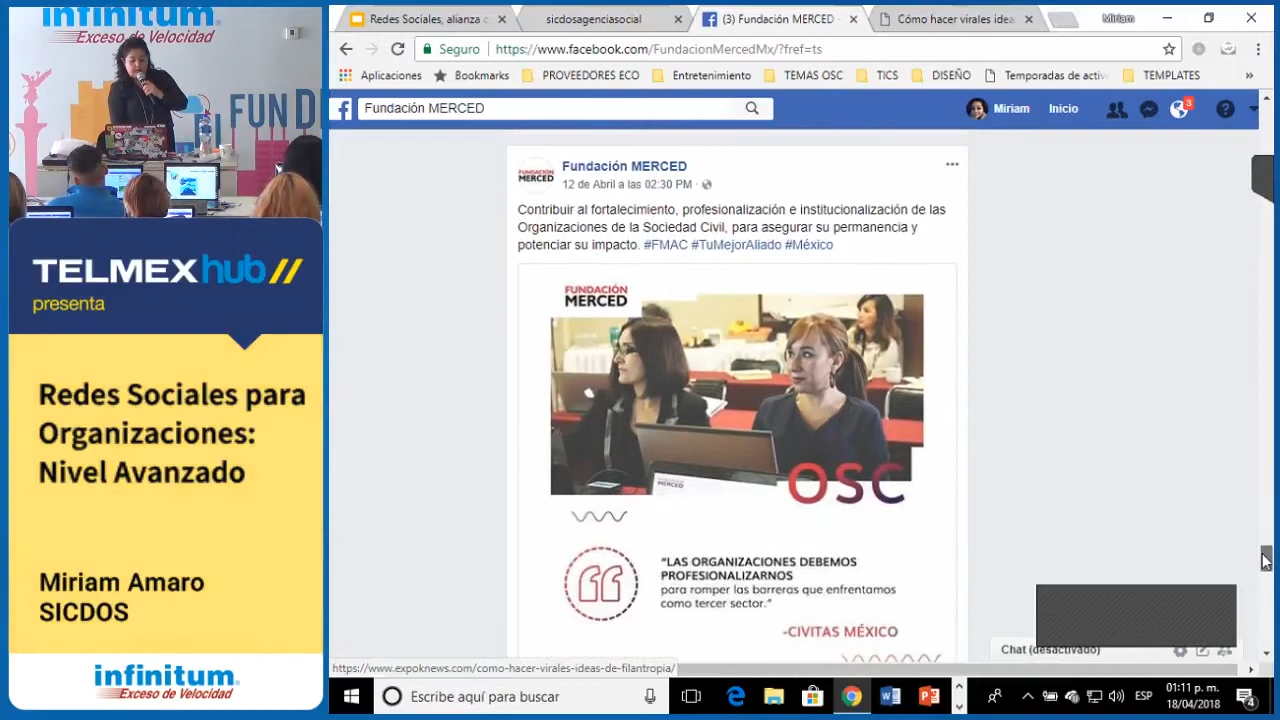 infinitum
Exceso de Velocidad
FUN
TELMEXhub//
presenta
Redes Sociales para
Organizaciones:
Nivel Avanzado
Miriam Amaro
SICDOS
infinitum.
Exceso de Velocidad
Redes Sociales, alianza c
sicdosagenciasocial
(3) Fundación MERCED -
Cómo hacer virales idea
Miriam
Seguro
https://www.facebook.com/FundacionMercedMx/?fref=ts
Aplicaciones
Bookmarks
PROVEEDORES ECO
Entretenimiento
TEMAS OSC
TICS
DISEÑO
Temporadas de activ
TEMPLATES
»
Fundación MERCED
Miriam
Inicio
3
FUNDACIÓN
MERCED
Fundación MERCED
12 de Abril a las 02:30 PM ·
Contribuir al fortalecimiento, profesionalización e institucionalización de las
Organizaciones de la Sociedad Civil, para asegurar su permanencia y
potenciar su impacto. #FMAC #TuMejorAliado #México
FUNDACIÓN
MERCED
OSC
"LAS ORGANIZACIONES DEBEMOS
PROFESIONALIZARNOS
para romper las barreras que enfrentamos
como tercer sector."
-CIVITAS MÉXICO
Chat (desactivado)
https://www.expoknews.com/como-hacer-virales-ideas-de-filantropia/
Escribe aquí para buscar
ESP
01:11 p. m.
18/04/2018
4